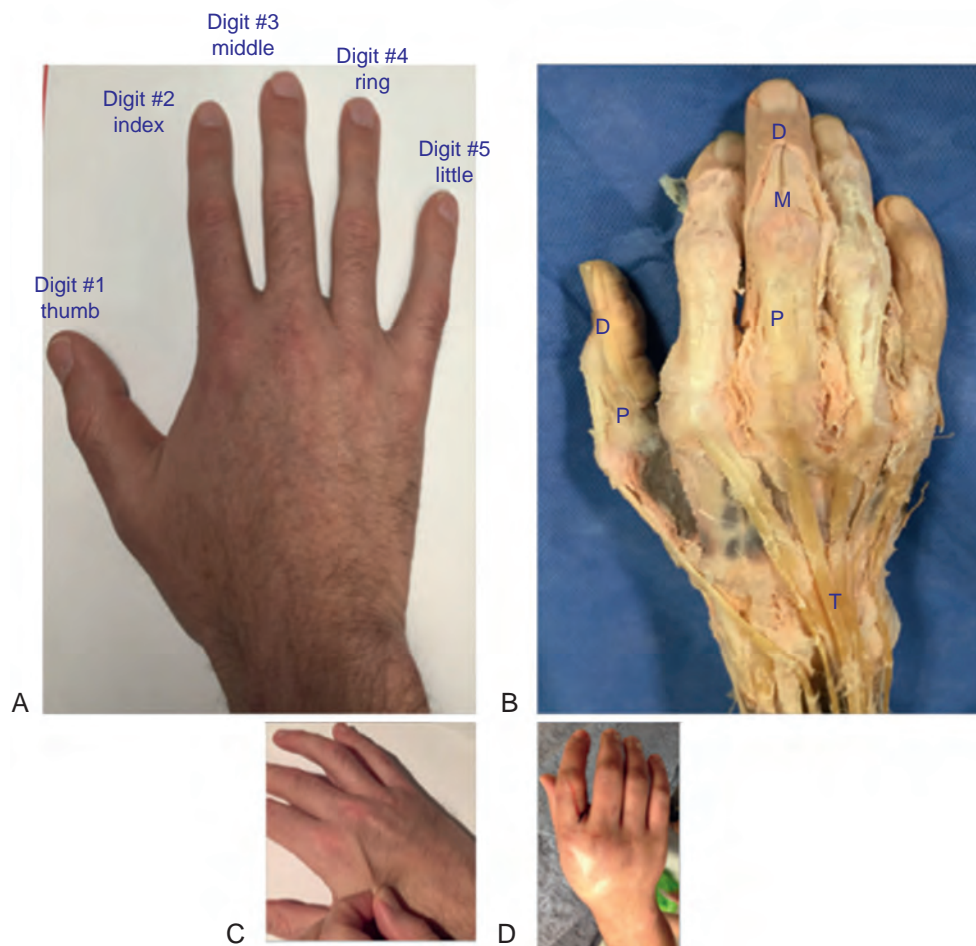 Digit #3
middle
Digit #4
ring
Digit #2
index
Digit #5
little
Digit #1
thumb
D
M
D
P
P
T
A
B
C
D